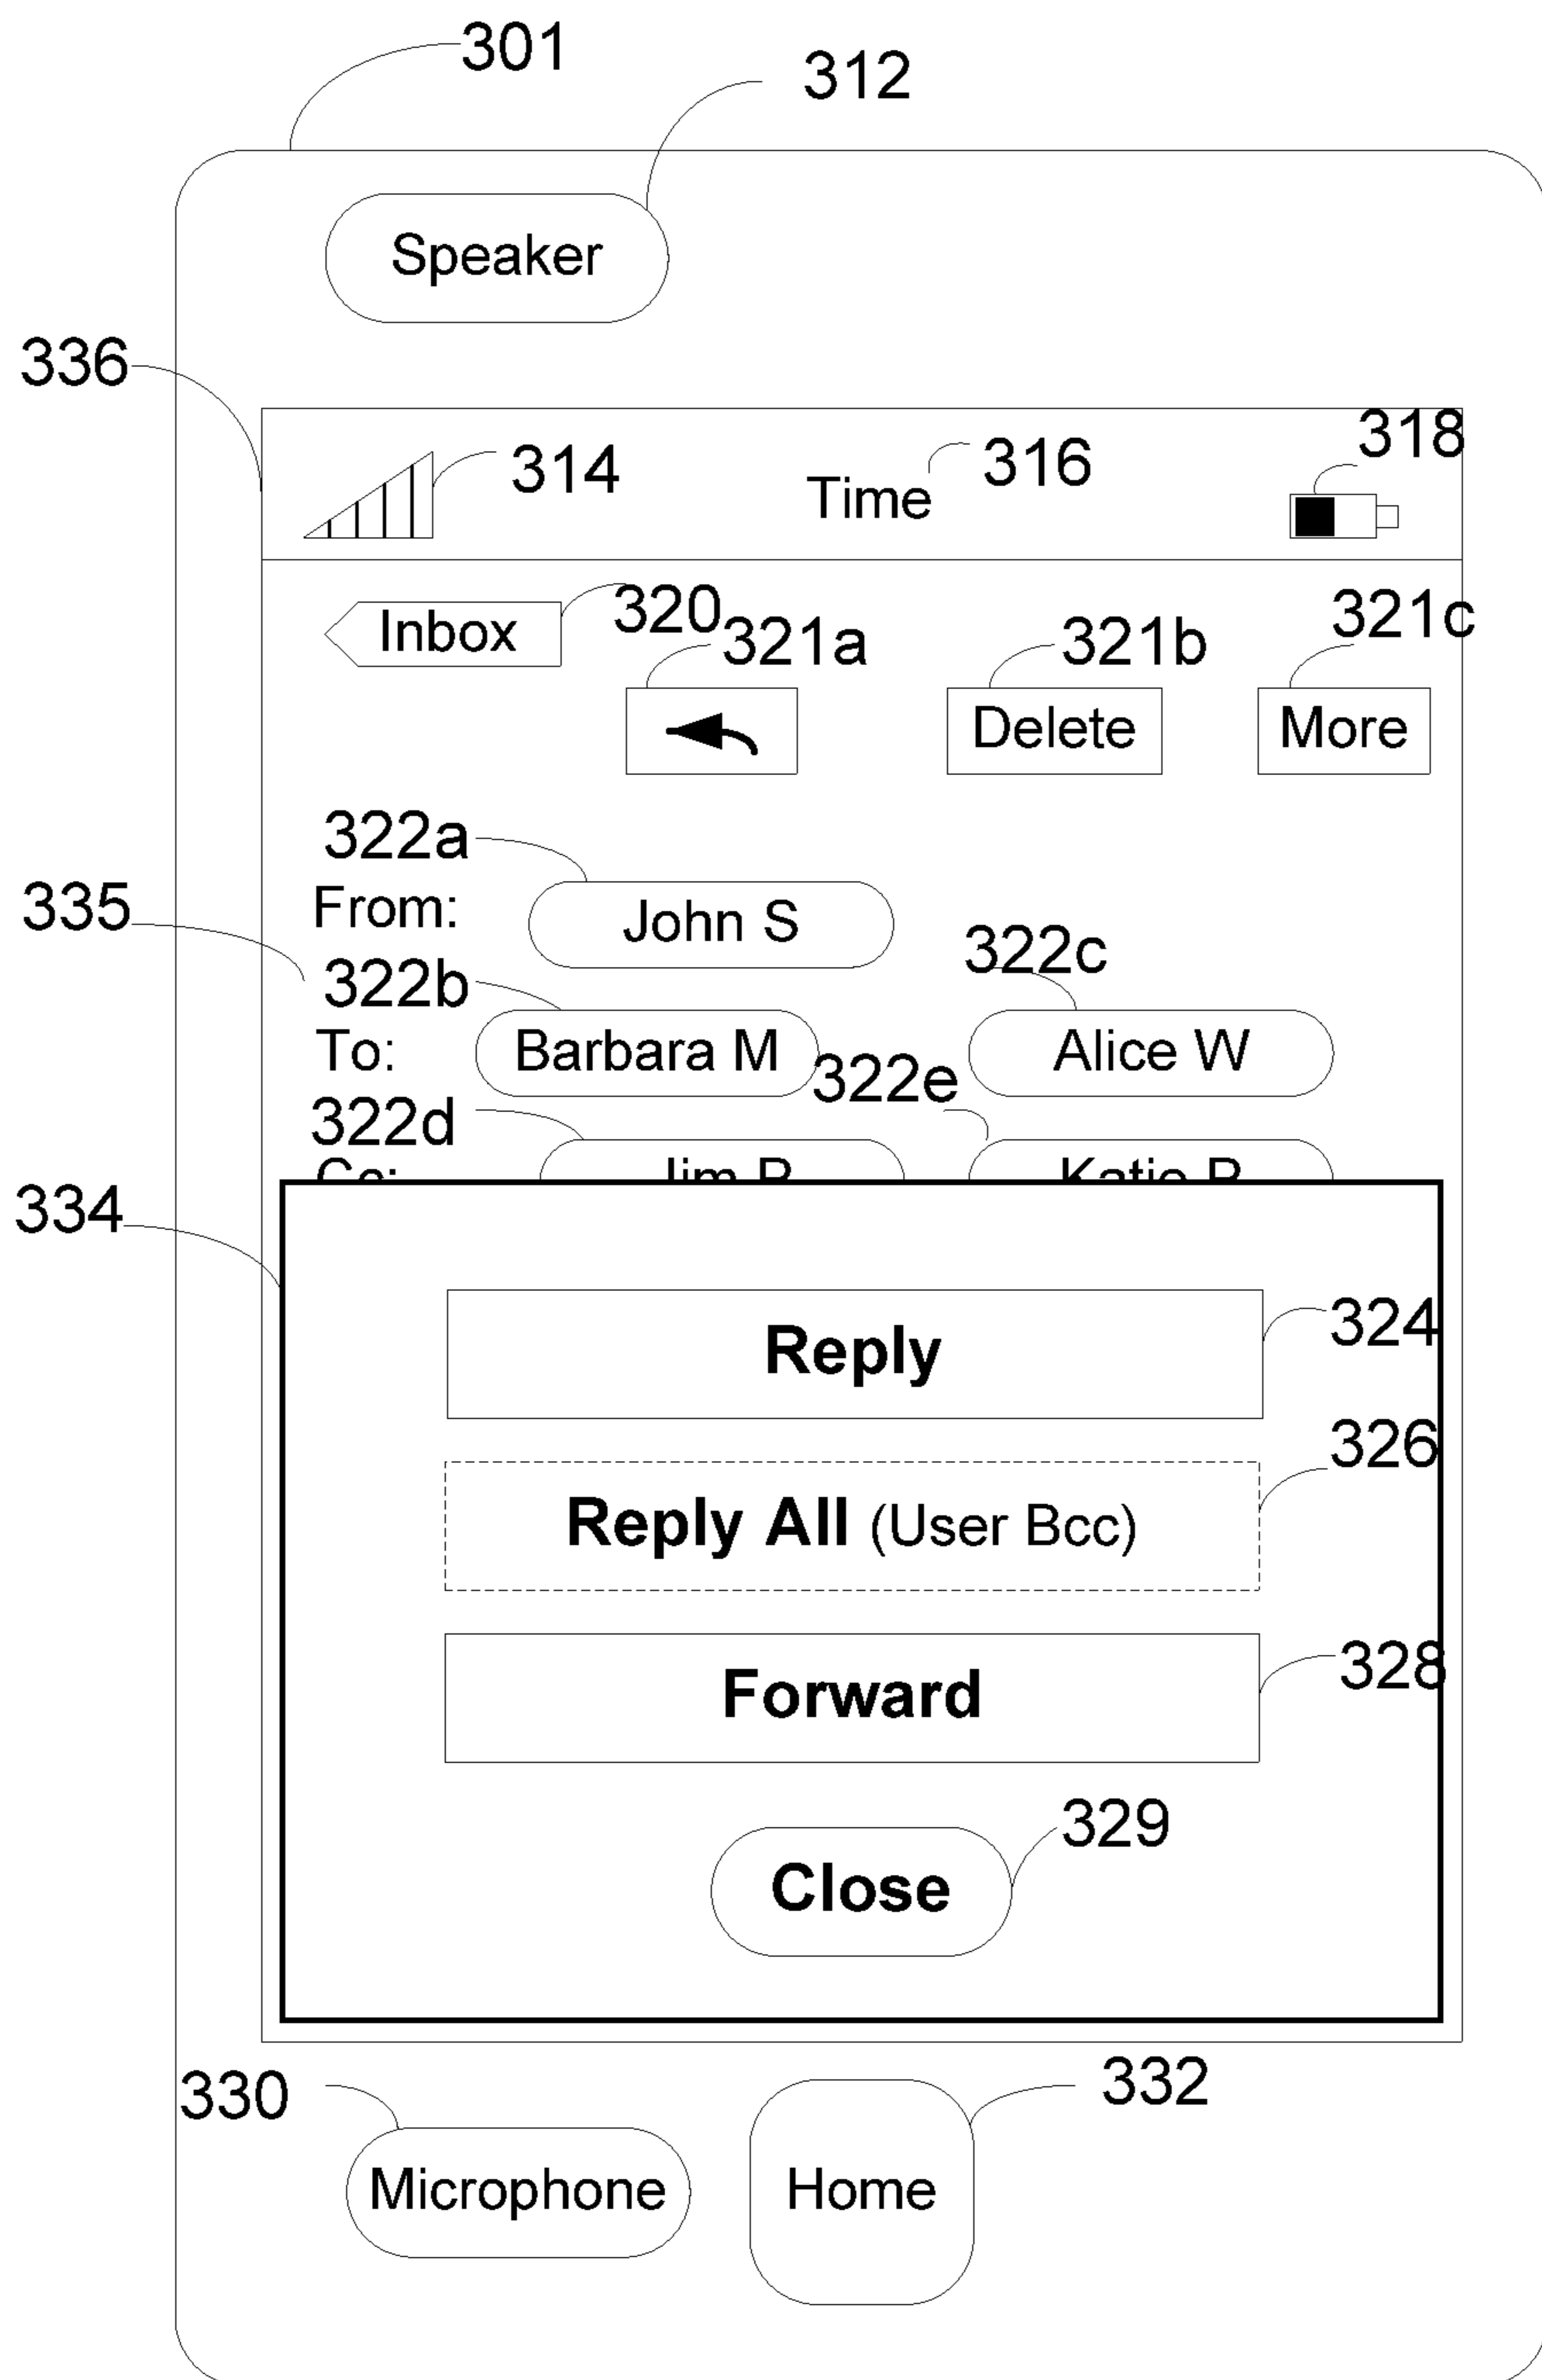 301
312
Speaker
336
314
Time
316
318
Inbox
320
321a
321b
321c
Delete
More
322a
From:
John S
335
322b
322c
To:
Barbara M
Alice W
322e
322d
Cc:
334
Reply
324
326
Reply All (User Bcc)
Forward
328
329
Close
330
332
Microphone
Home